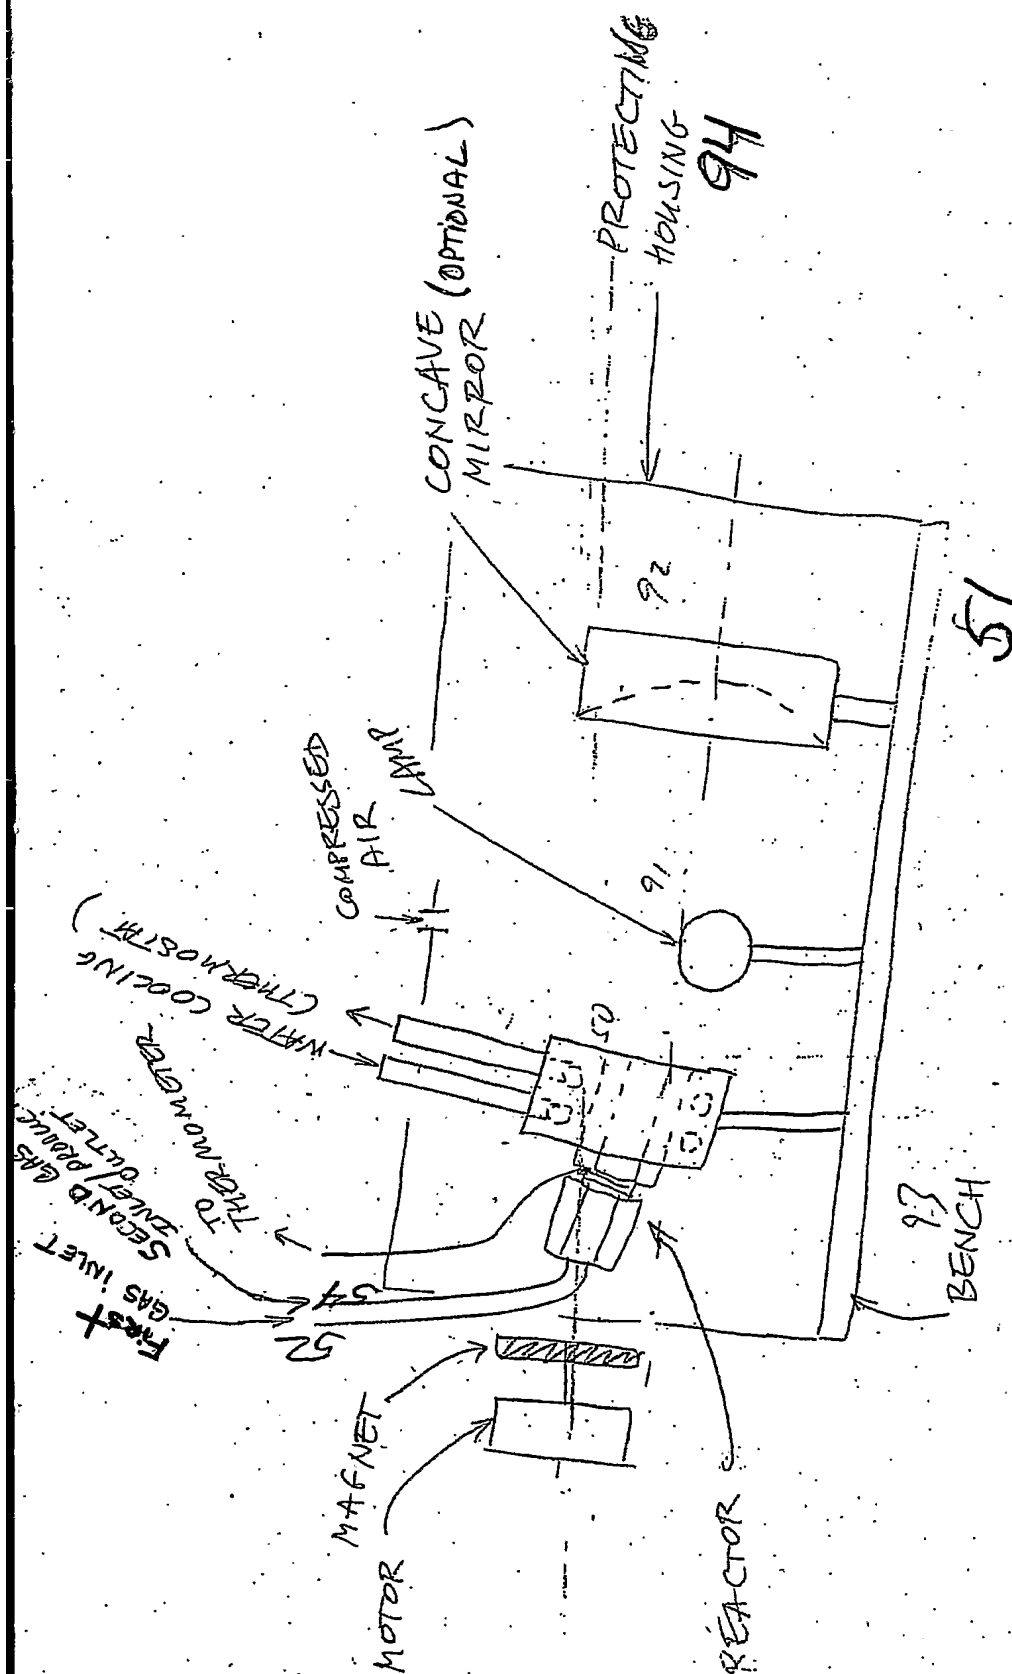 FIRST
GAS INLET
SECOND GAS
INLET/PRODUC.
OUTLET
TO
THERMOMETER
WATER COOLING
(THERMOSTAT)
COMPRESSED
AIR
LAMP
CONCAVE (OPTIONAL)
MIRROR
PROTECTING
HOUSING
94
MAGNET
MOTOR
52
54
50
91
92
REACTOR
93
BENCH
51